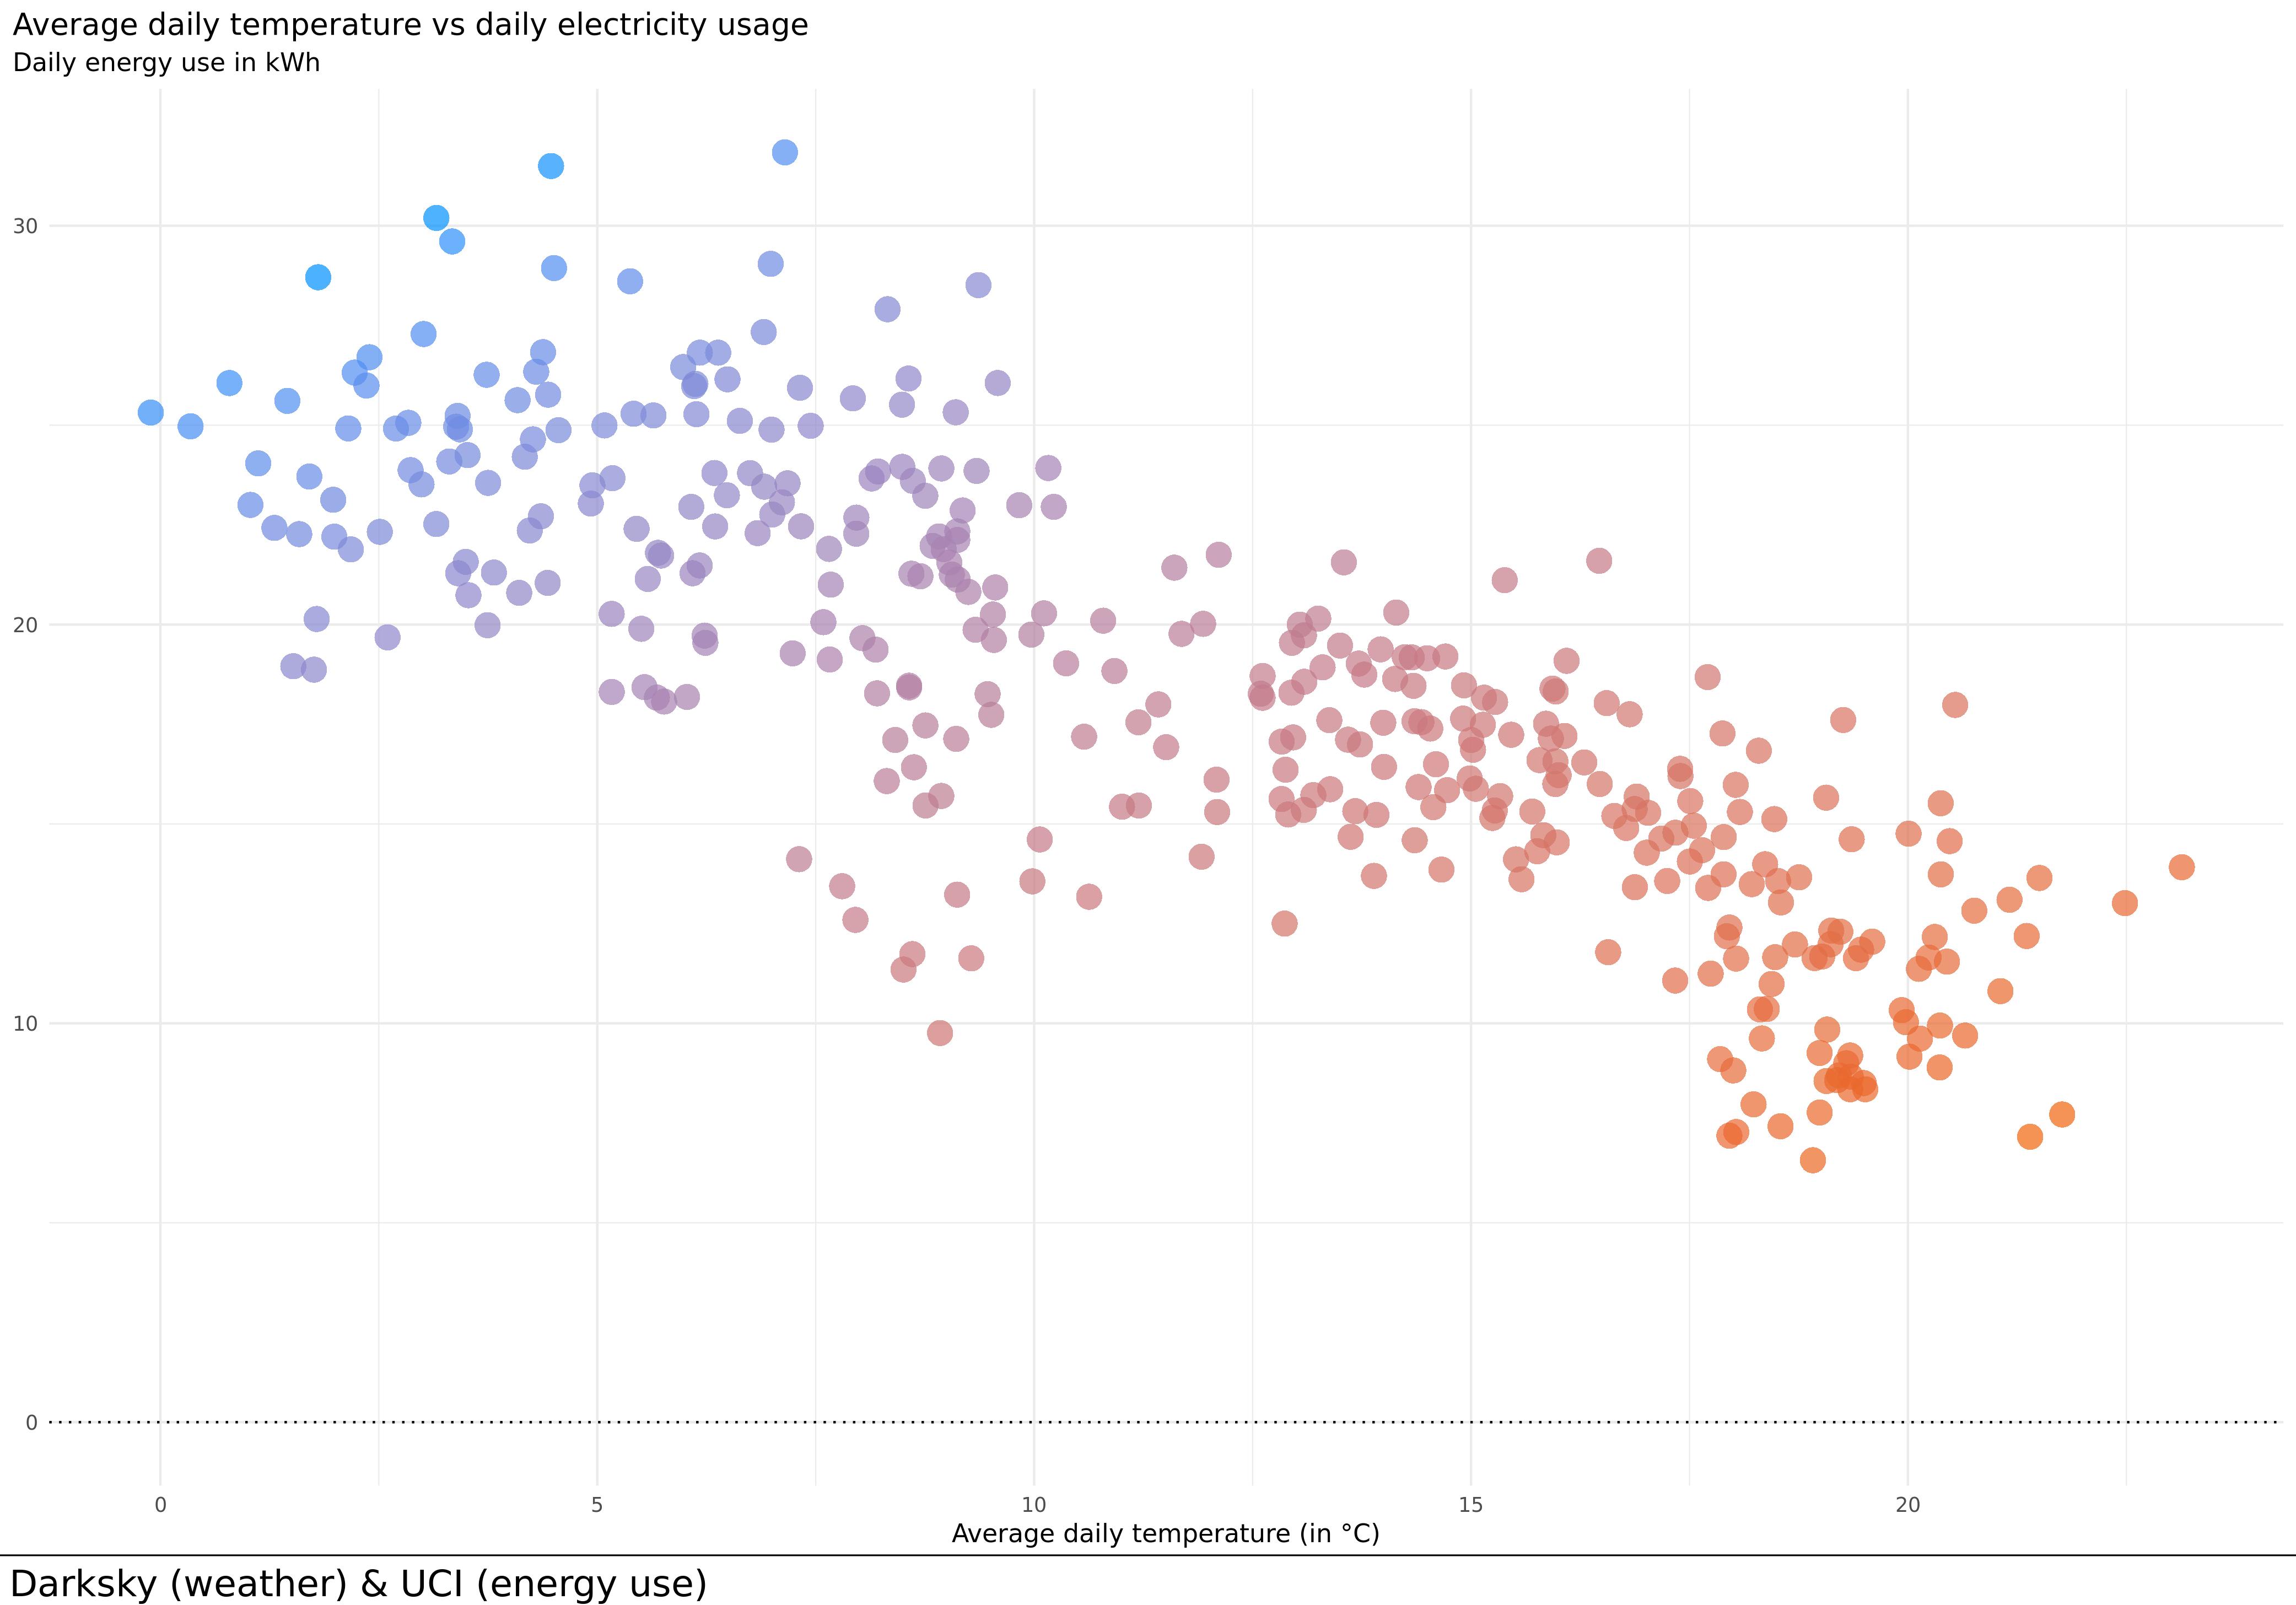 Average daily temperature vs daily electricity usage
Daily energy use in kWh
30
20
10
0
0 5 10 15 20
Average daily temperature (in °C)
Darksky (weather) & UCI (energy use)